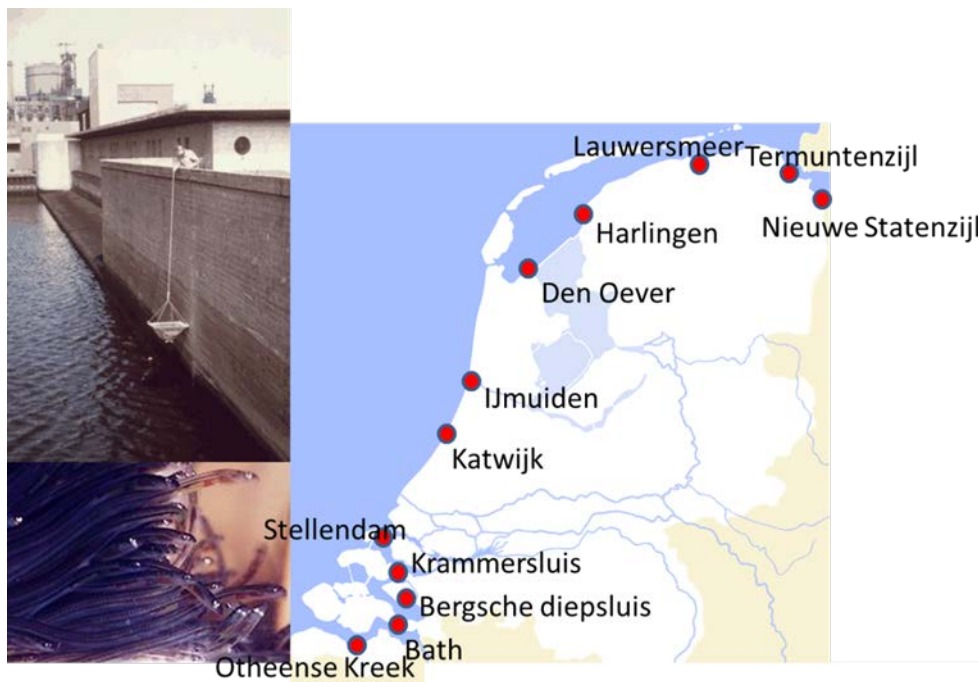 Lauwersmeer
Termuntenzijl
Nieuwe Statenzijl
Harlingen
Den Oever
IJmuiden
Katwijk
Stellendam
Krammersluis
Bergsche diepsluis
Bath
Otheense Kreek